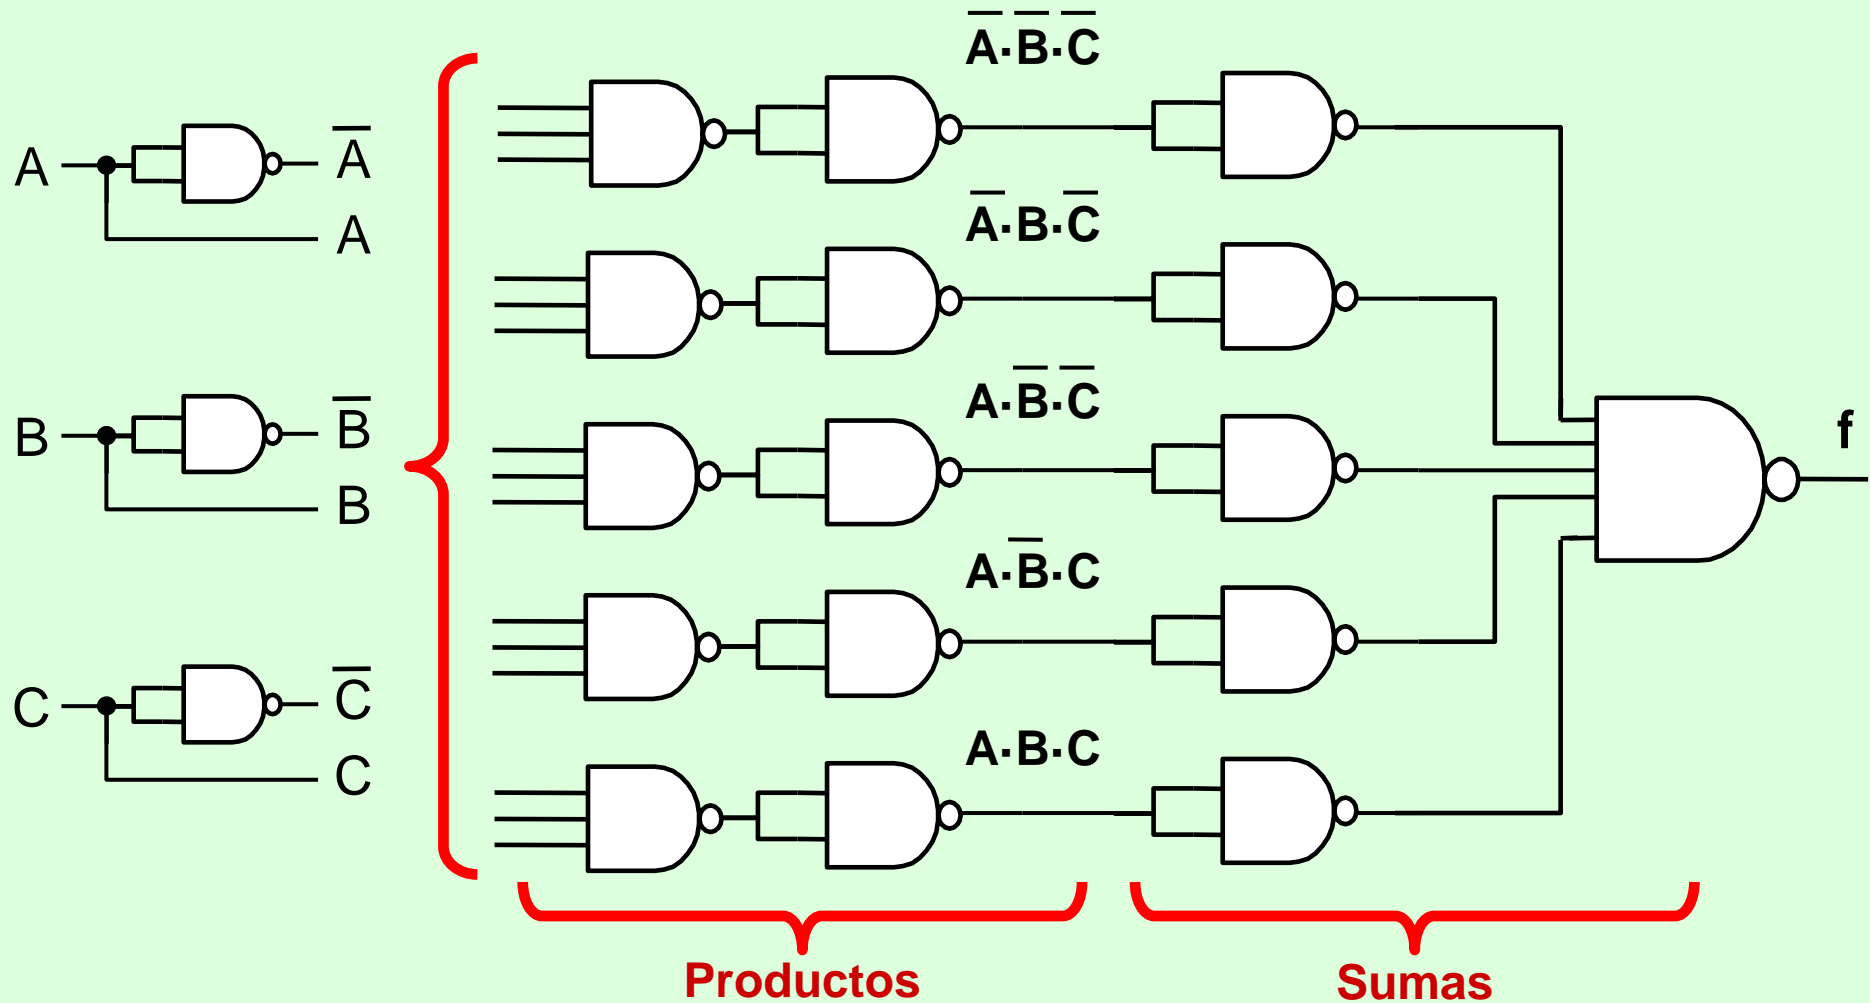 A̅·B̅·C̅
A̅·B·C̅
A·B̅·C̅
A·B̅·C
A·B·C
A
A̅
A
B
B̅
B
C
C̅
C
f
Productos
Sumas